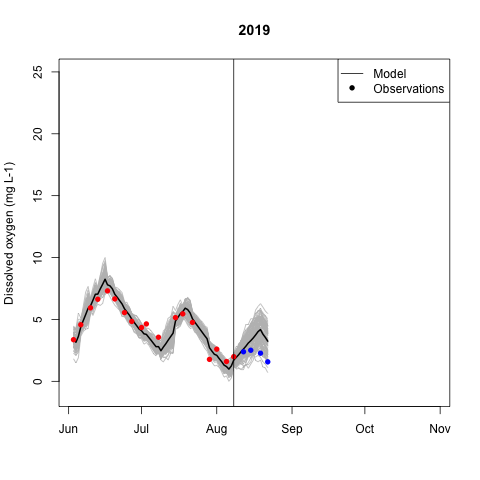 2019
Dissolved oxygen (mg L-1)
25
20
15
10
5
0
Model
Observations
Jun Jul Aug Sep Oct Nov